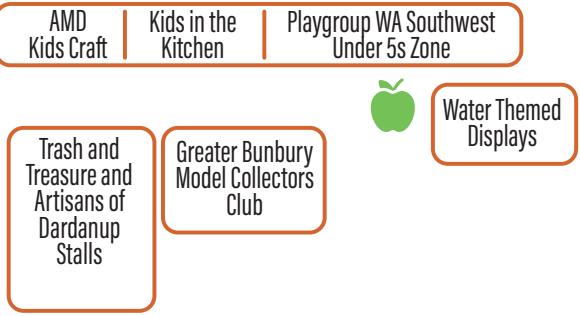 AMD
Kids Craft
Kids in the
Kitchen
Playgroup WA Southwest
Under 5s Zone
Water Themed
Displays
Trash and
Treasure and
Artisans of
Dardanup
Stalls
Greater Bunbury
Model Collectors
Club